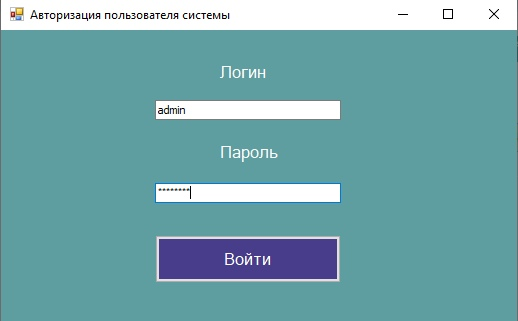 Авторизация пользователя системы
Логин
admin
Пароль
********
Войти